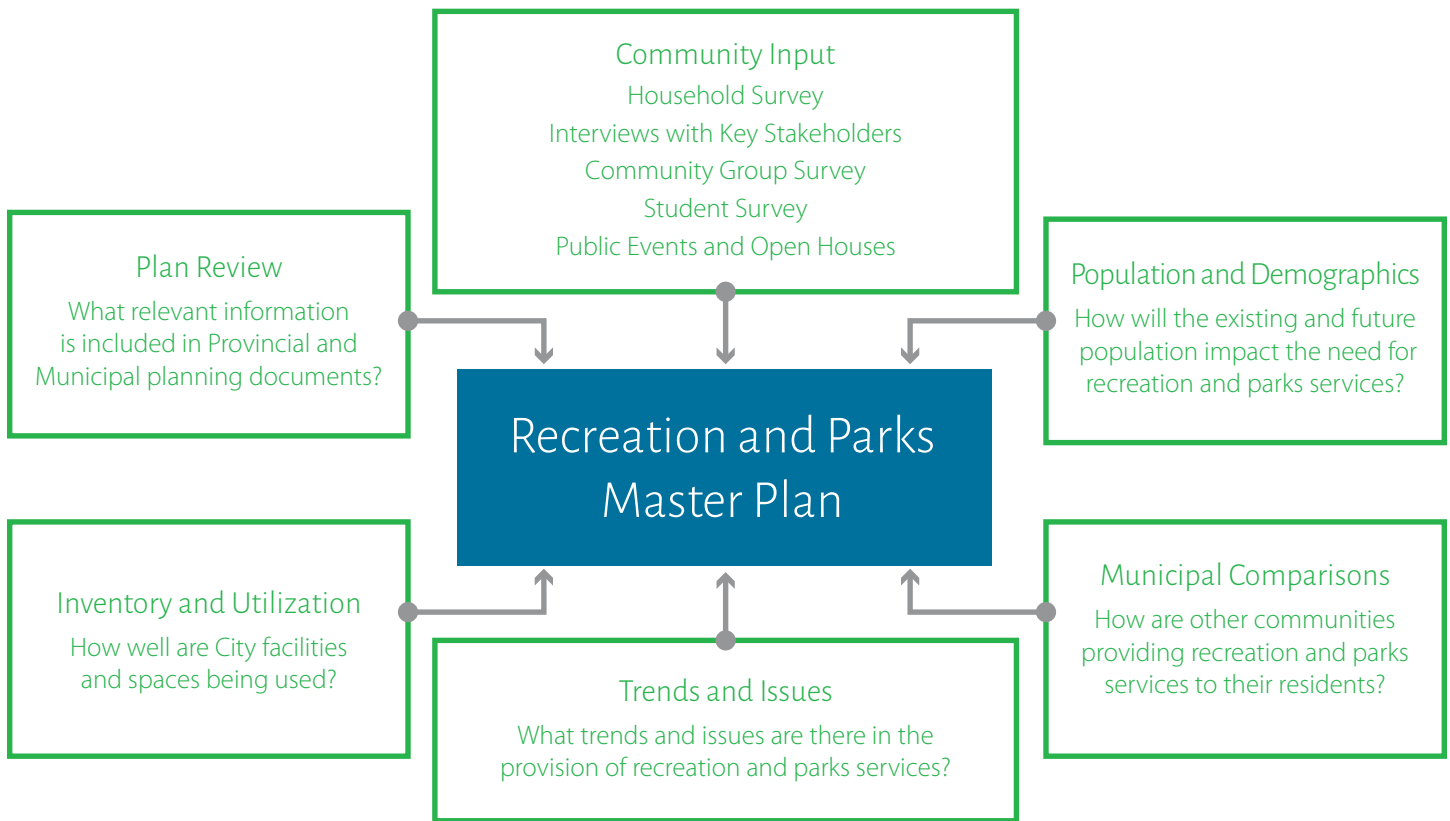 Community Input
Household Survey
Interviews with Key Stakeholders
Community Group Survey
Student Survey
Public Events and Open Houses
Plan Review
What relevant information
is included in Provincial and
Municipal planning documents?
Population and Demographics
How will the existing and future
population impact the need for
recreation and parks services?
Recreation and Parks
Master Plan
Inventory and Utilization
How well are City facilities
and spaces being used?
Trends and Issues
What trends and issues are there in the
provision of recreation and parks services?
Municipal Comparisons
How are other communities
providing recreation and parks
services to their residents?